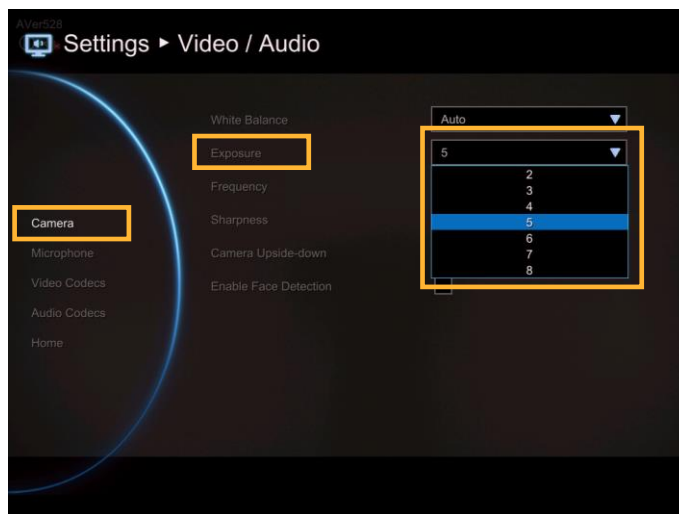 AVer528
Settings ▸ Video / Audio
White Balance Auto
Exposure 5
2
3
4
5
6
7
8
Frequency
Sharpness
Camera Upside-down
Enable Face Detection
Camera
Microphone
Video Codecs
Audio Codecs
Home